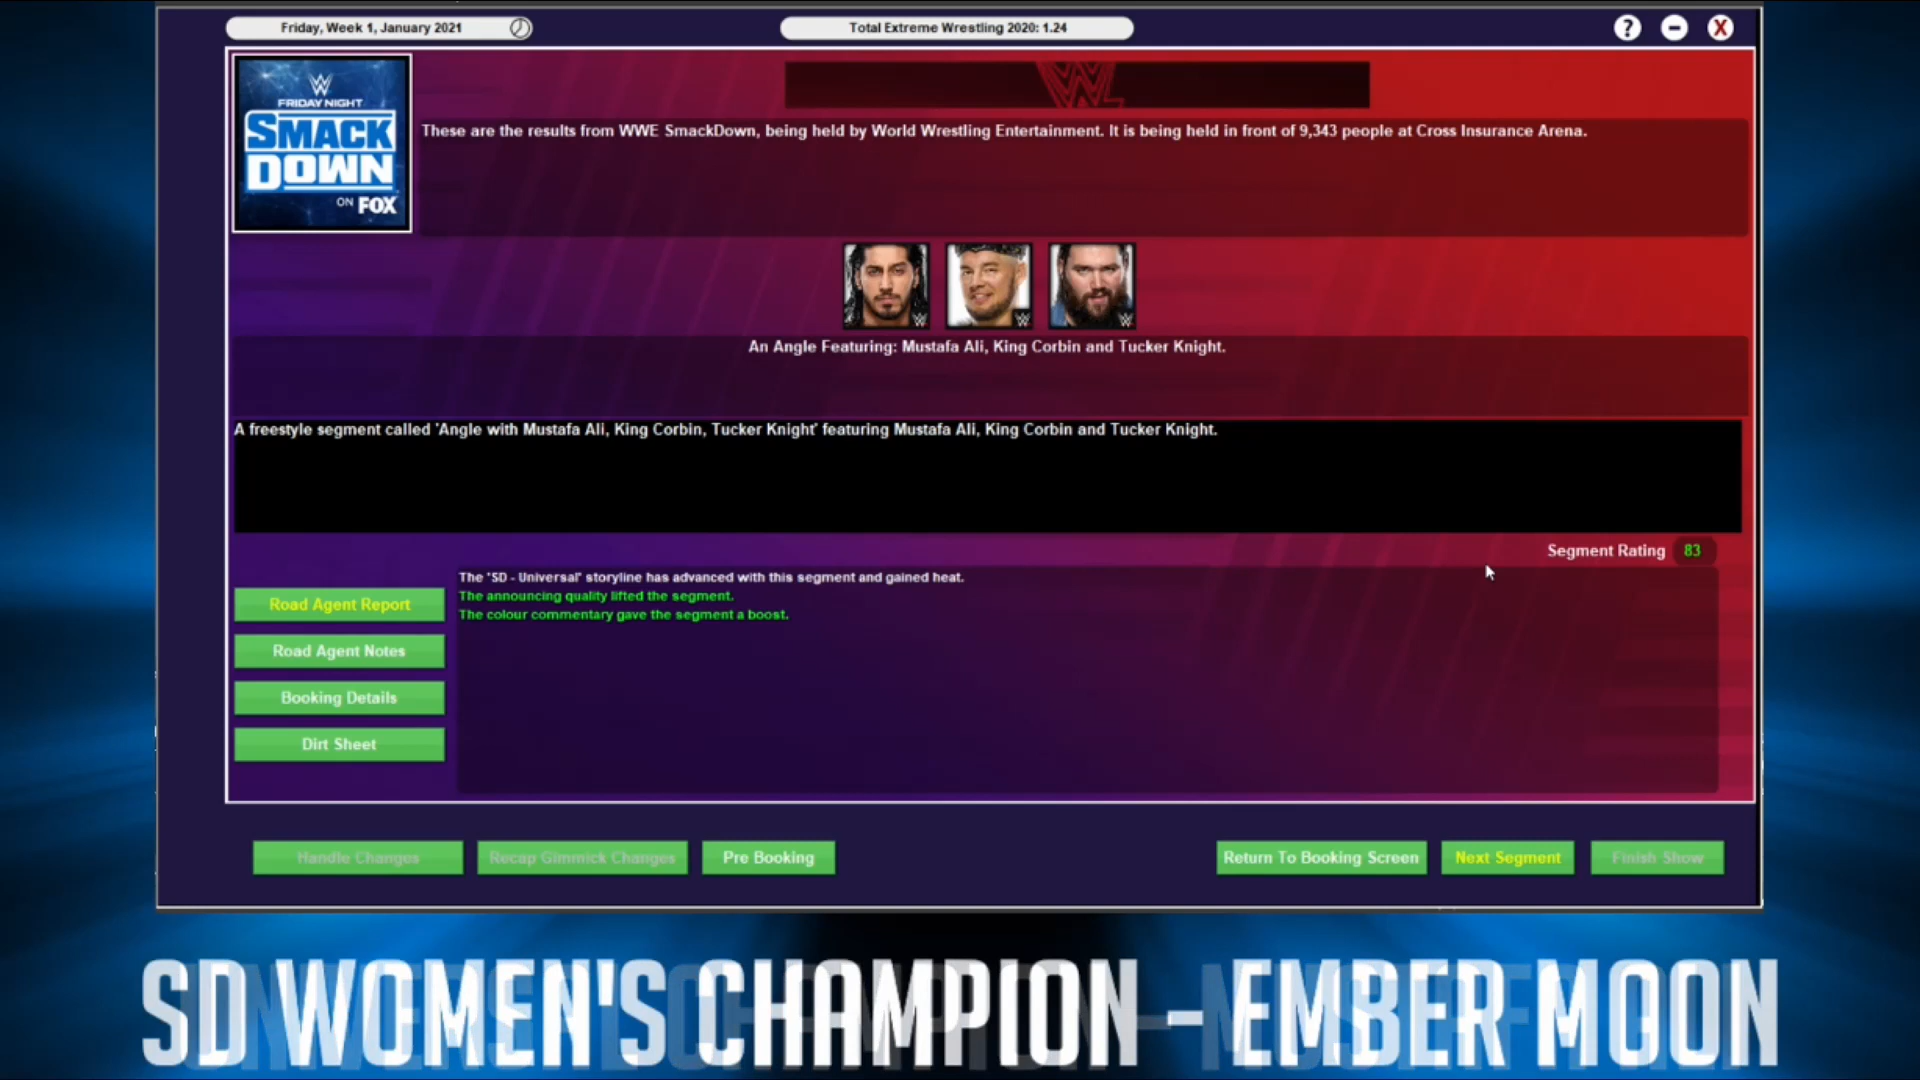 Friday, Week 1, January 2021
Total Extreme Wrestling 2020: 1.24
?
X
FRIDAY NIGHT
SMACK
DOWN
ON FOX
These are the results from WWE SmackDown, being held by World Wrestling Entertainment. It is being held in front of 9,343 people at Cross Insurance Arena.
An Angle Featuring: Mustafa Ali, King Corbin and Tucker Knight.
A freestyle segment called 'Angle with Mustafa Ali, King Corbin, Tucker Knight' featuring Mustafa Ali, King Corbin and Tucker Knight.
Segment Rating 83
The 'SD - Universal' storyline has advanced with this segment and gained heat.
The announcing quality lifted the segment.
The colour commentary gave the segment a boost.
Road Agent Report
Road Agent Notes
Booking Details
Dirt Sheet
Handle Changes
Recap Gimmick Changes
Pre Booking
Return To Booking Screen
Next Segment
Finish Show
SD WOMEN'S CHAMPION - EMBER MOON